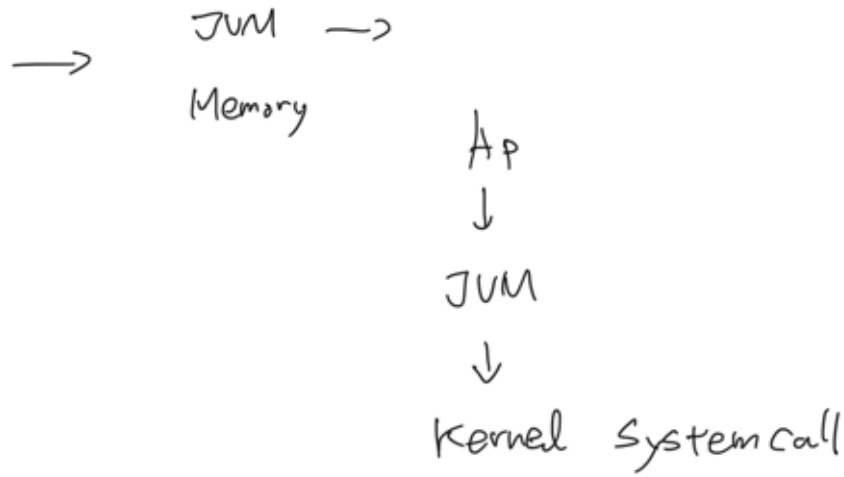 → JVM →
Memory
Ap
↓
JVM
↓
Kernel Systemcall